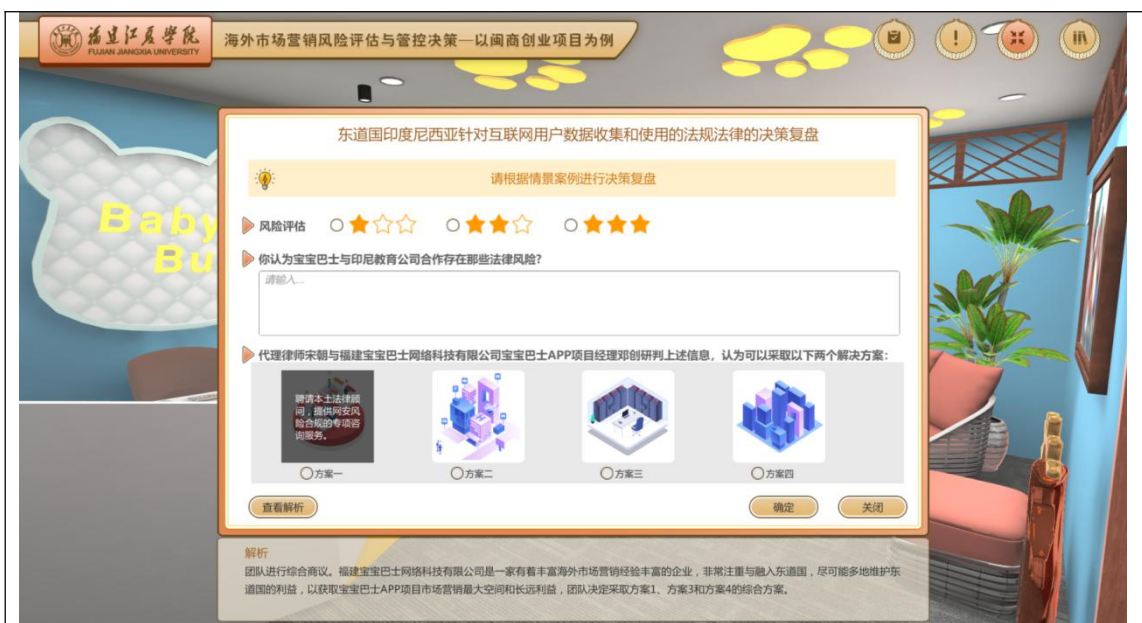 福建江夏学院
FUJIAN JIANGXIA UNIVERSITY
海外市场营销风险评估与管控决策—以闽商创业项目为例
Baby
Bu
东道国印度尼西亚针对互联网用户数据收集和使用的法规法律的决策复盘
请根据情景案例进行决策复盘
风险评估
你认为宝宝巴士与印尼教育公司合作存在那些法律风险?
请输入...
代理律师宋朝与福建宝宝巴士网络科技有限公司宝宝巴士APP项目经理邓创研判上述信息,认为可以采取以下两个解决方案:
聘请本土法律顾
问,提供网安风
险合规的专项咨
询服务。
方案一
方案二
方案三
方案四
查看解析
确定
关闭
解析
团队进行综合商议。福建宝宝巴士网络科技有限公司是一家有着丰富海外市场营销经验丰富的企业,非常注重与融入东道国,尽可能多地维护东
道国的利益,以获取宝宝巴士APP项目市场营销最大空间和长远利益,团队决定采取方案1、方案3和方案4的综合方案。